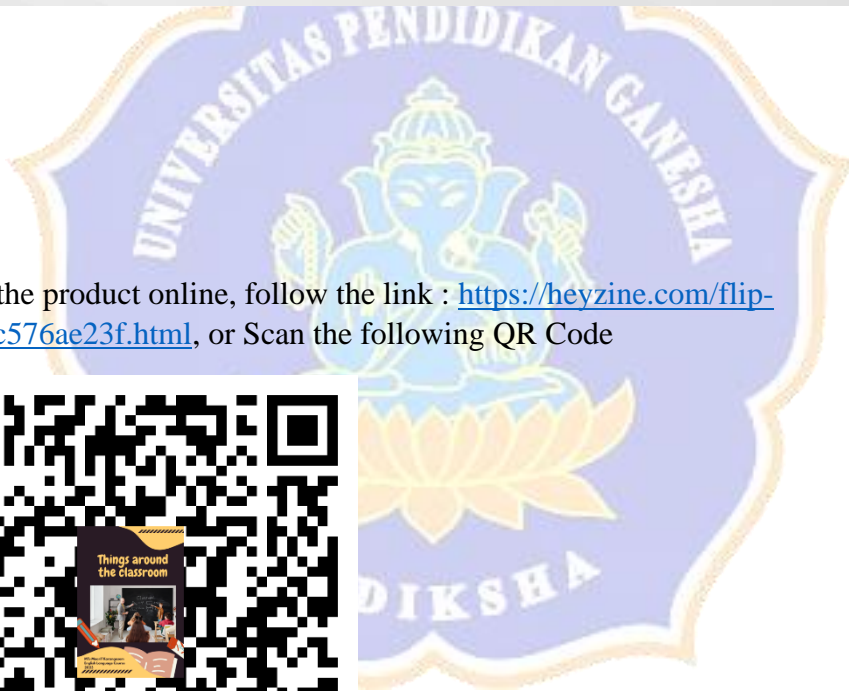 UNIVERSITAS PENDIDIKAN GANESHA
the product online, follow the link : https://heyzine.com/flip-
c576ae23f.html, or Scan the following QR Code
Things around
the classroom
DIKSHA